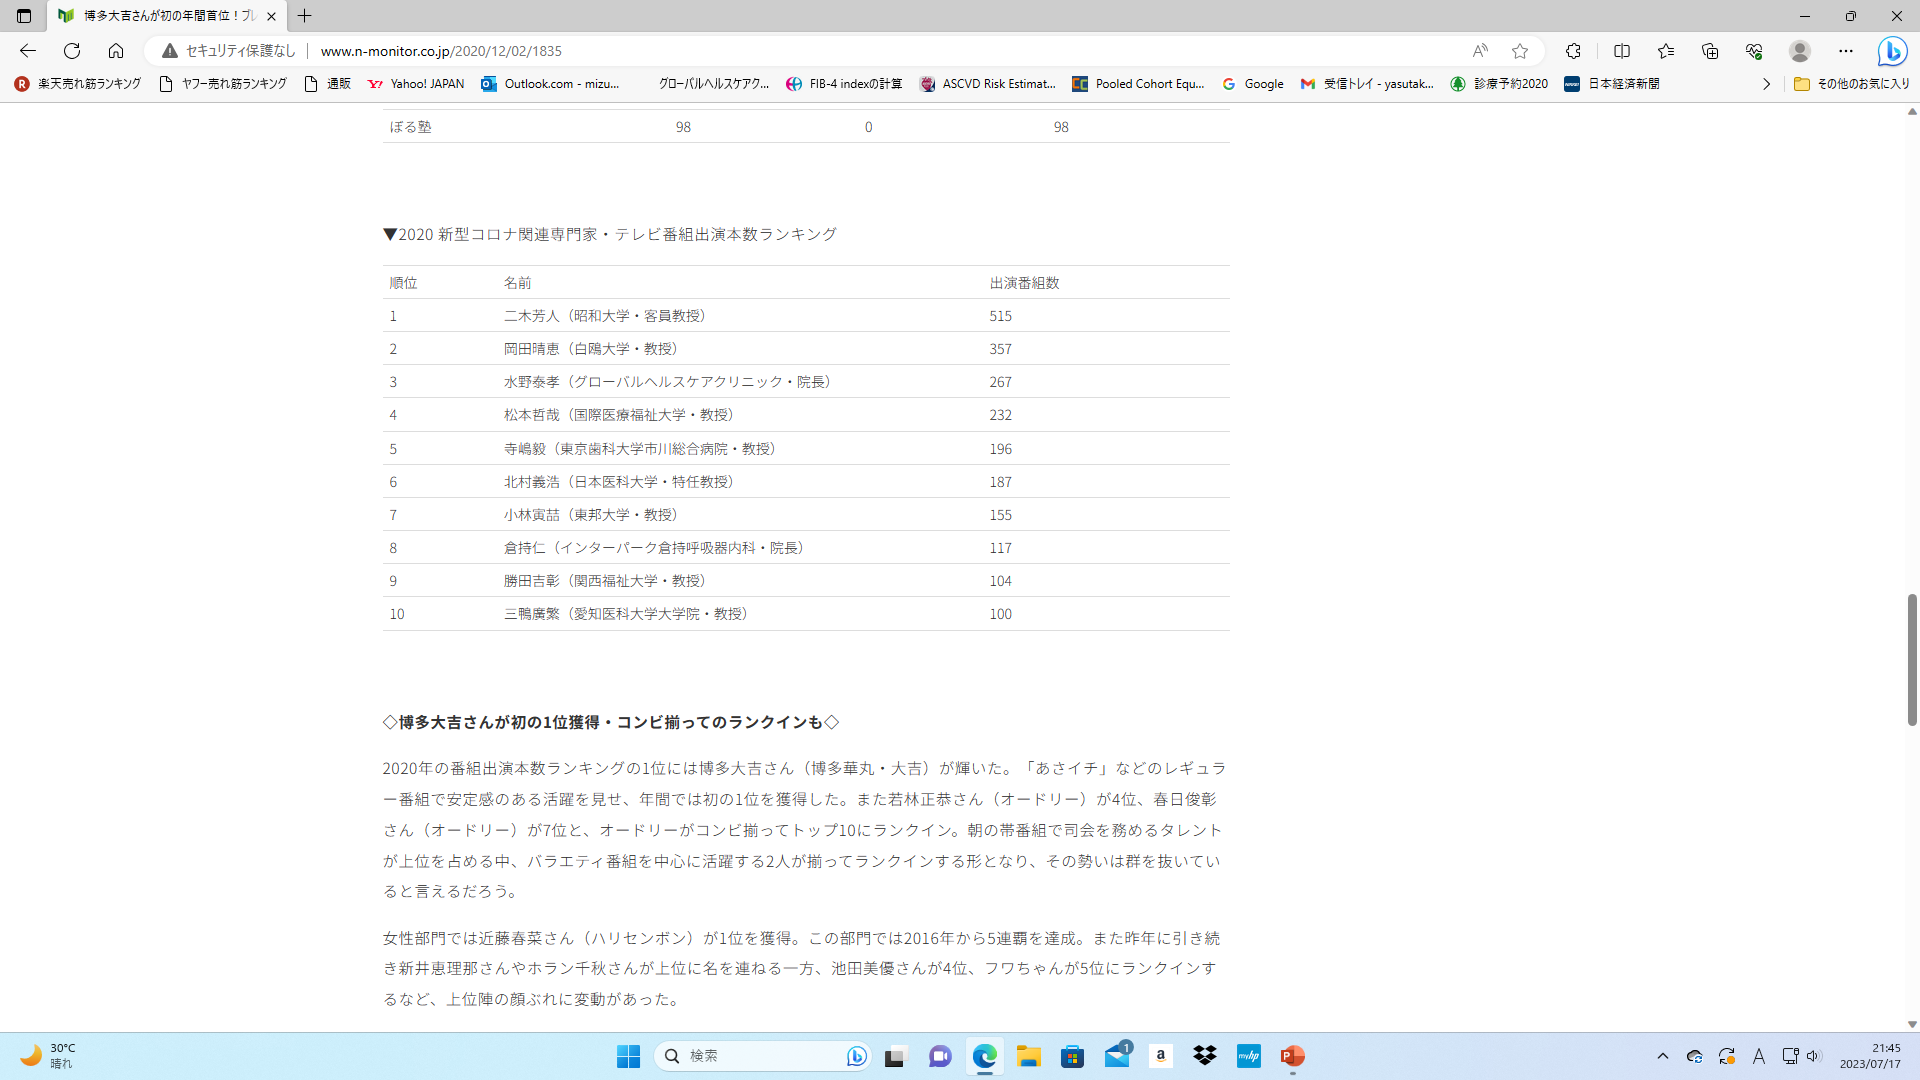 博多大吉さんが初の年間首位！プレ
セキュリティ保護なし www.n-monitor.co.jp/2020/12/02/1835
楽天売れ筋ランキング ヤフー売れ筋ランキング 通販 Yahoo! JAPAN Outlook.com - mizu... グローバルヘルスケアク... FIB-4 indexの計算 ASCVD Risk Estimat... Pooled Cohort Equ... Google 受信トレイ - yasutak... 診療予約2020 日本経済新聞 その他のお気に入り
ぼる塾 98 0 98
▼2020 新型コロナ関連専門家・テレビ番組出演本数ランキング
順位 名前 出演番組数
1 二木芳人（昭和大学・客員教授） 515
2 岡田晴恵（白鴎大学・教授） 357
3 水野泰孝（グローバルヘルスケアクリニック・院長） 267
4 松本哲哉（国際医療福祉大学・教授） 232
5 寺嶋毅（東京歯科大学市川総合病院・教授） 196
6 北村義浩（日本医科大学・特任教授） 187
7 小林寅喆（東邦大学・教授） 155
8 倉持仁（インターパーク倉持呼吸器内科・院長） 117
9 勝田吉彰（関西福祉大学・教授） 104
10 三鴨廣繁（愛知医科大学大学院・教授） 100
◇博多大吉さんが初の1位獲得・コンビ揃ってのランクインも◇
2020年の番組出演本数ランキングの1位には博多大吉さん（博多華丸・大吉）が輝いた。「あさイチ」などのレギュラ
ー番組で安定感のある活躍を見せ、年間では初の1位を獲得した。また若林正恭さん（オードリー）が4位、春日俊彰
さん（オードリー）が7位と、オードリーがコンビ揃ってトップ10にランクイン。朝の帯番組で司会を務めるタレント
が上位を占める中、バラエティ番組を中心に活躍する2人が揃ってランクインする形となり、その勢いは群を抜いてい
ると言えるだろう。
女性部門では近藤春菜さん（ハリセンボン）が1位を獲得。この部門では2016年から5連覇を達成。また昨年に引き続
き新井恵理那さんやホラン千秋さんが上位に名を連ねる一方、池田美優さんが4位、フワちゃんが5位にランクインす
るなど、上位陣の顔ぶれに変動があった。
30°C
晴れ
検索
1
a
myhp
P
A
21:45
2023/07/17